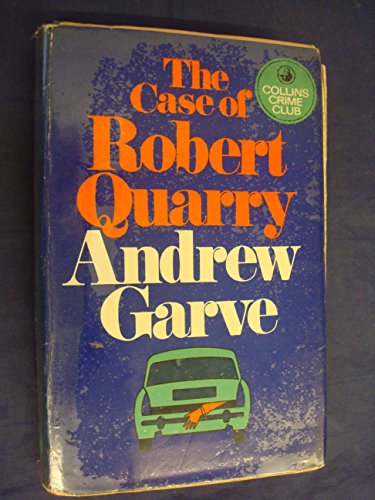 The
Case of
Robert
Quarry
Andrew
Garve
COLLINS
CRIME
CLUB